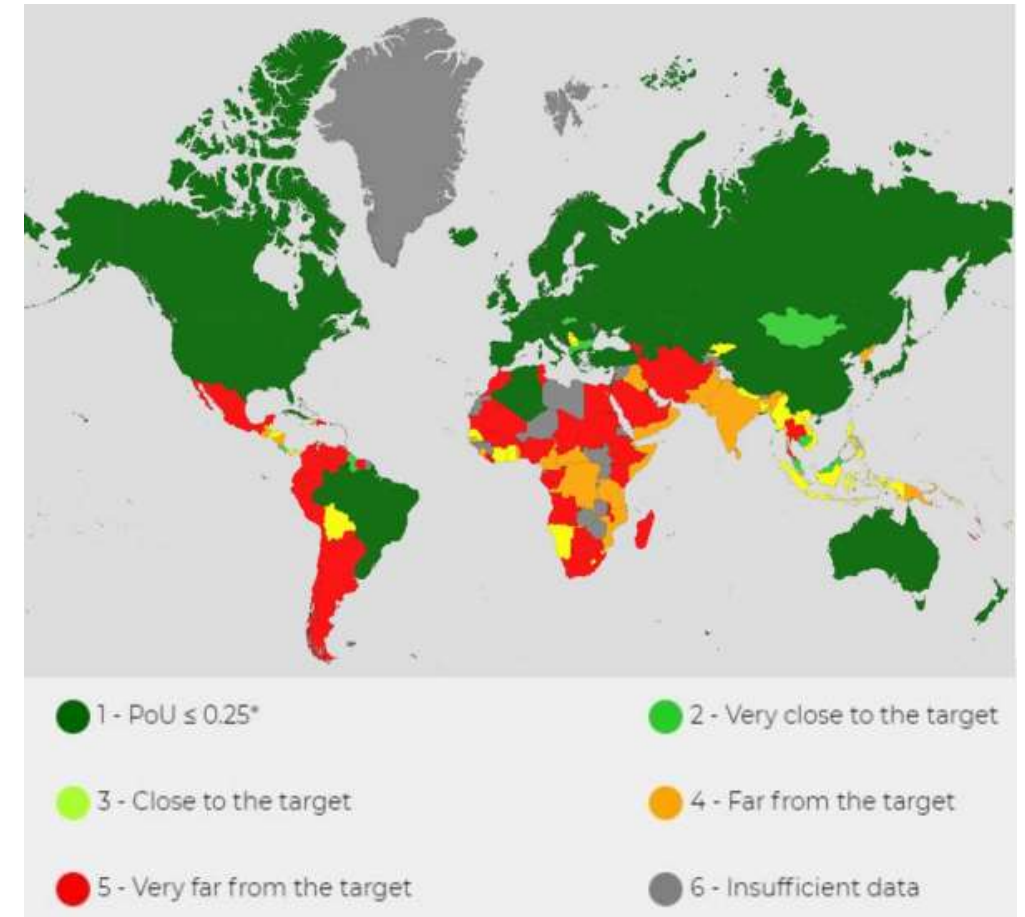 1 - PoU ≤ 0.25*
2 - Very close to the target
3 - Close to the target
4 - Far from the target
5 - Very far from the target
6 - Insufficient data